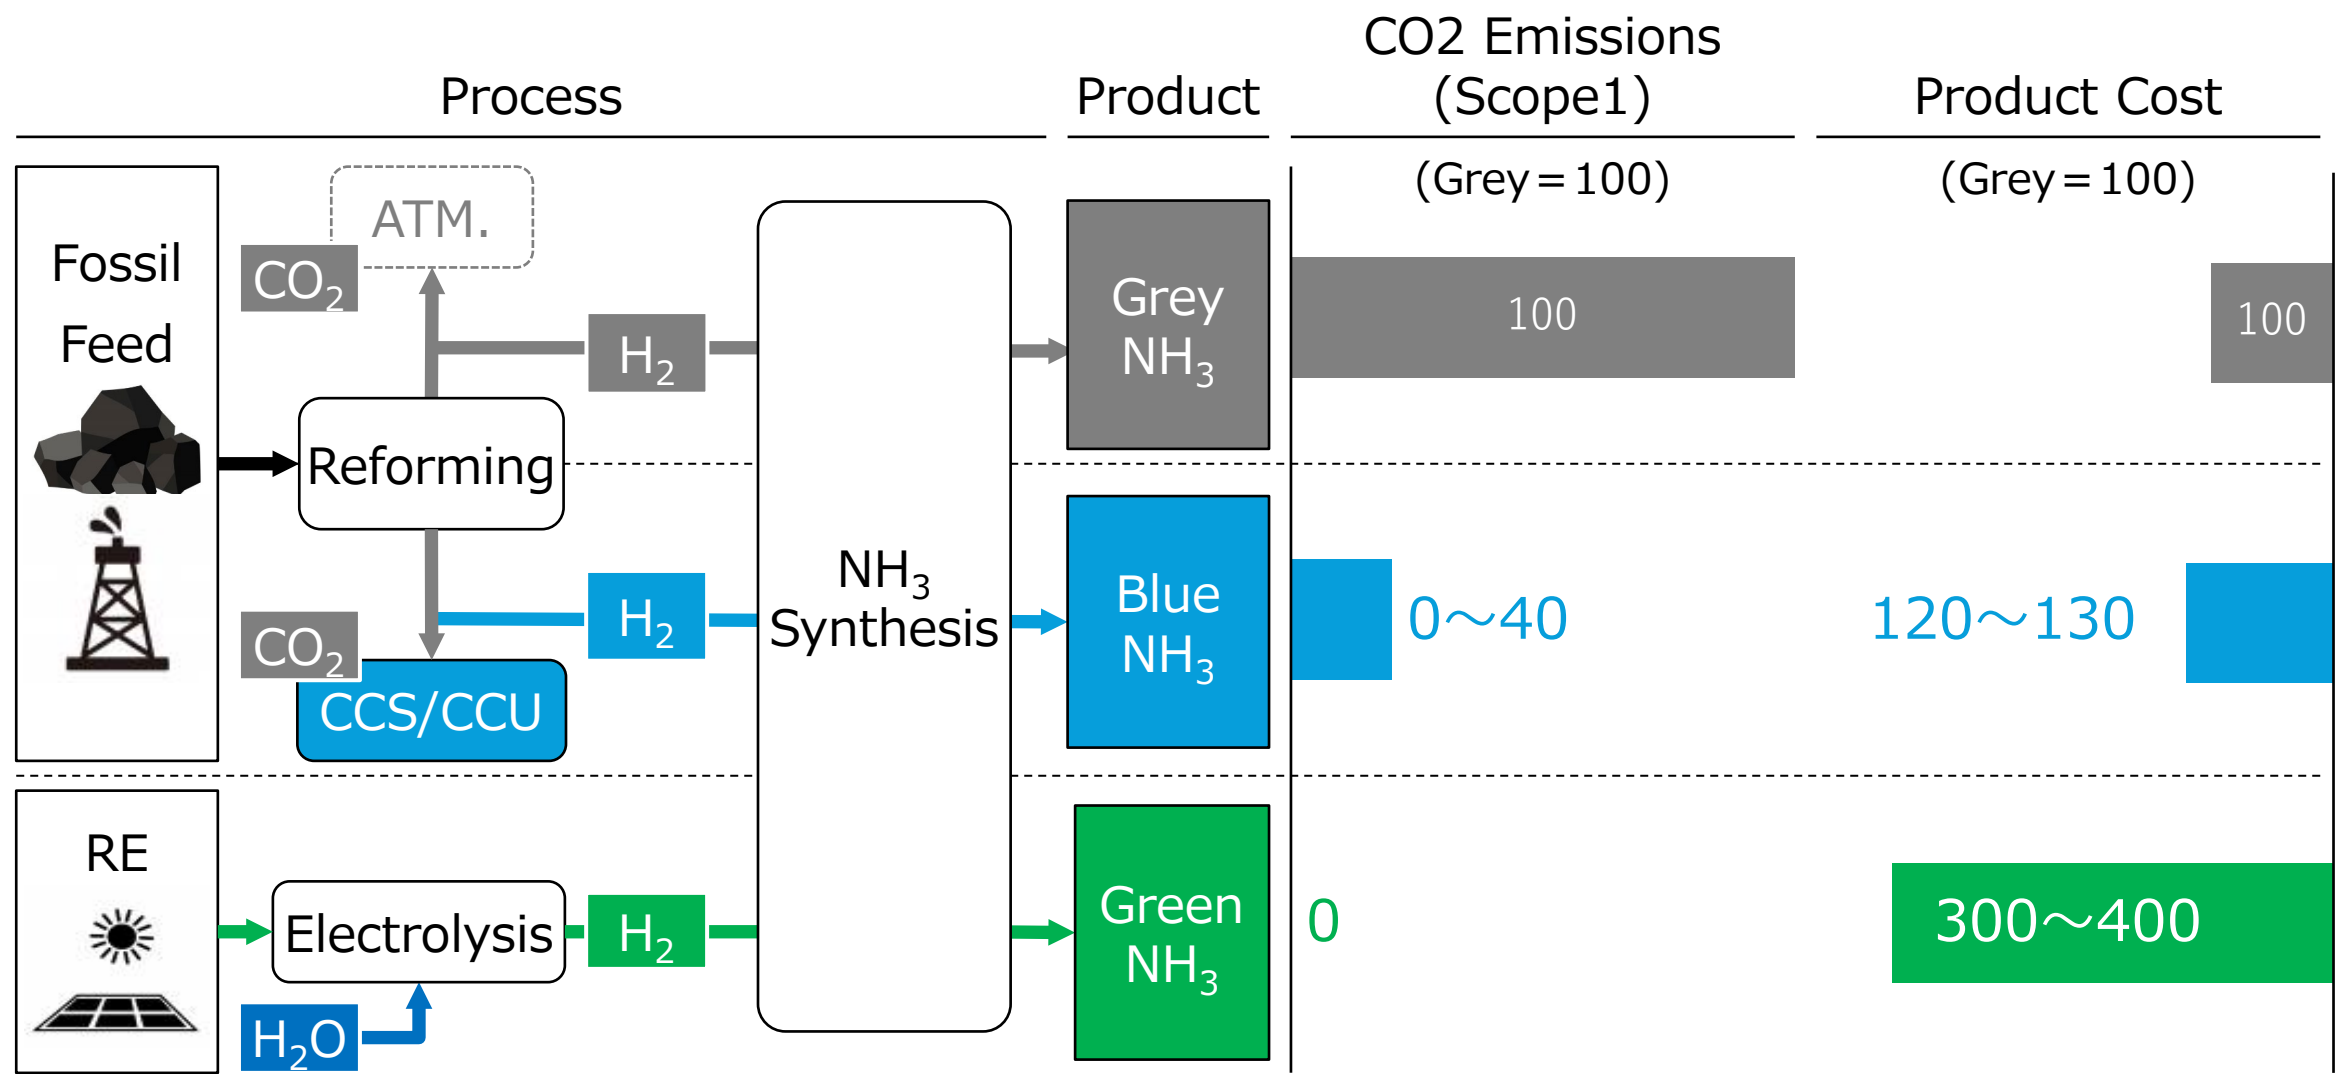 CO2 Emissions
(Scope1)
Process
Product
Product Cost
(Grey=100)
(Grey=100)
Fossil
Feed
ATM.
CO₂
H₂
Grey
NH₃
100
100
Reforming
NH₃
Synthesis
H₂
CO₂
CCS/CCU
Blue
NH₃
0～40
120～130
RE
Electrolysis
H₂O
H₂
Green
NH₃
0
300～400